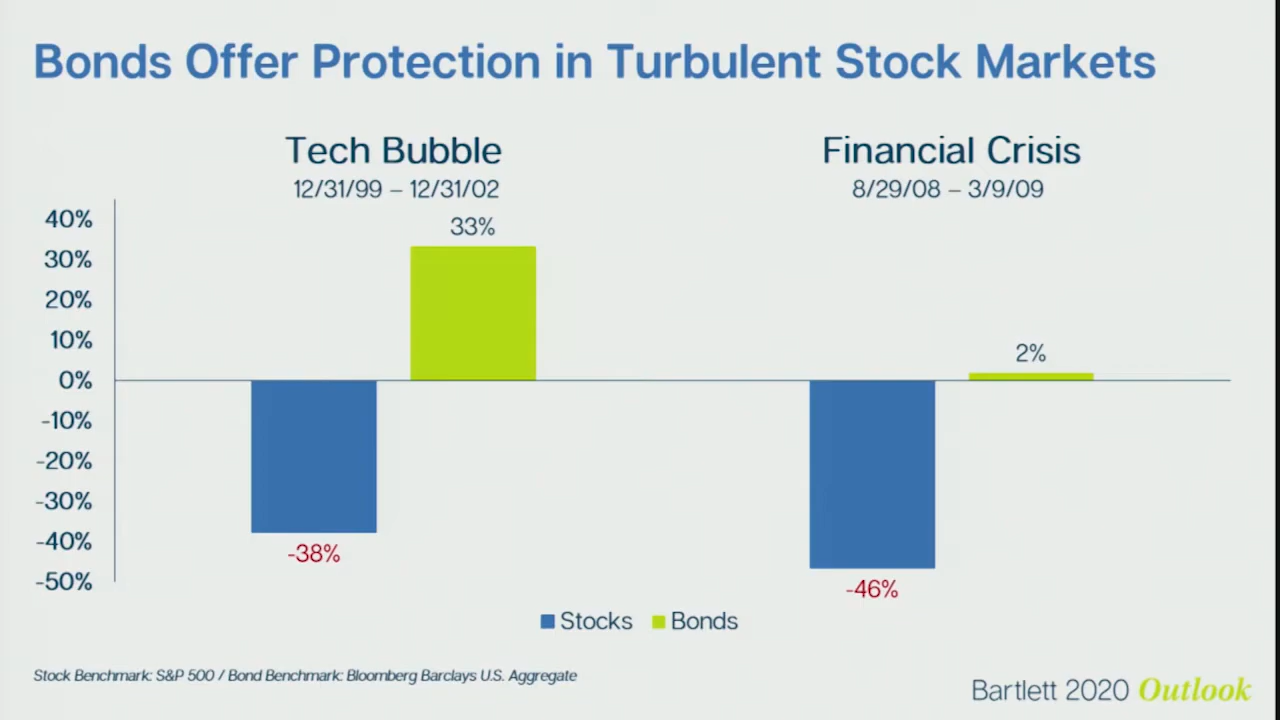 Bonds Offer Protection in Turbulent Stock Markets
Tech Bubble
12/31/99 – 12/31/02
Financial Crisis
8/29/08 – 3/9/09
40%
30%
20%
10%
0%
-10%
-20%
-30%
-40%
-50%
33%
-38%
2%
-46%
Stocks Bonds
Stock Benchmark: S&P 500 / Bond Benchmark: Bloomberg Barclays U.S. Aggregate
Bartlett 2020 Outlook